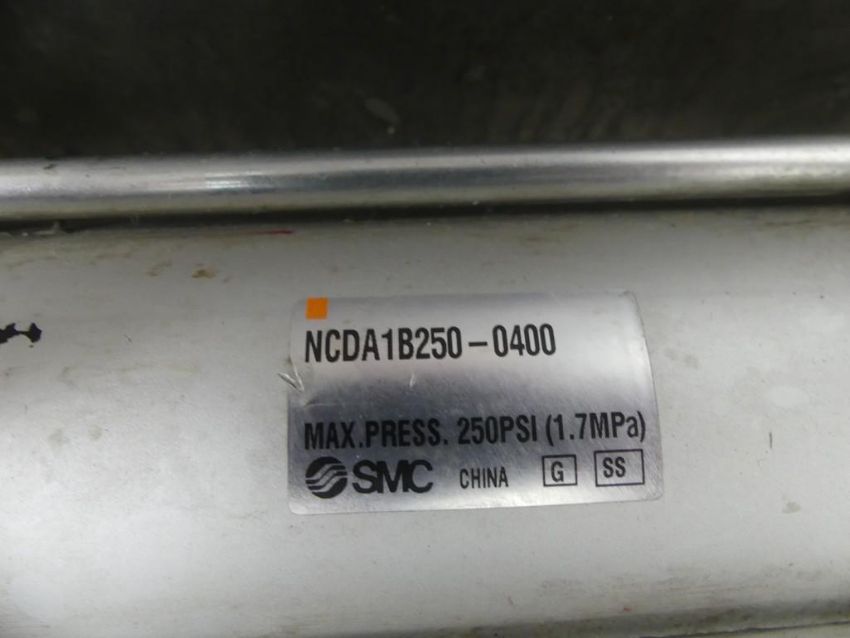 NCDA1B250-0400
MAX.PRESS. 250PSI (1.7MPa)
SMC CHINA G SS